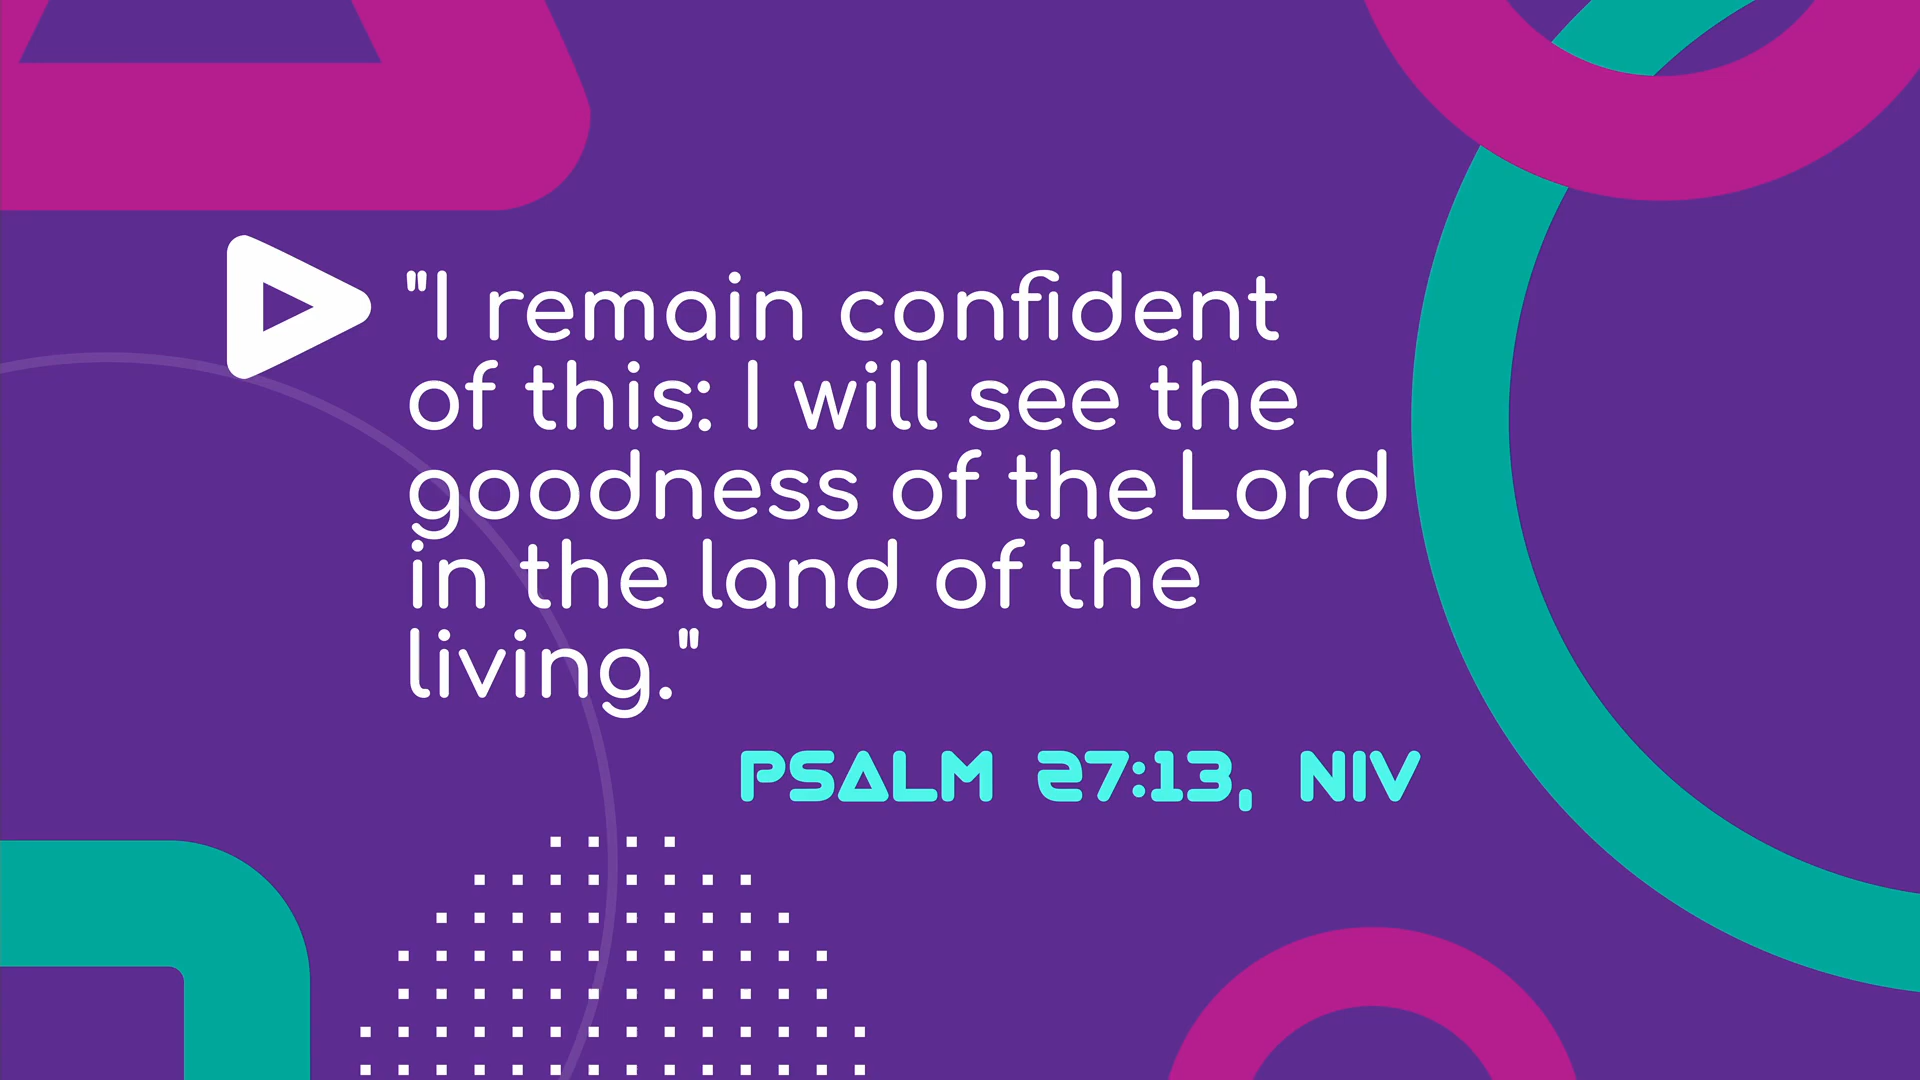 "I remain confident
of this: I will see the
goodness of the Lord
in the land of the
living."
PSALM 27:13, NIV